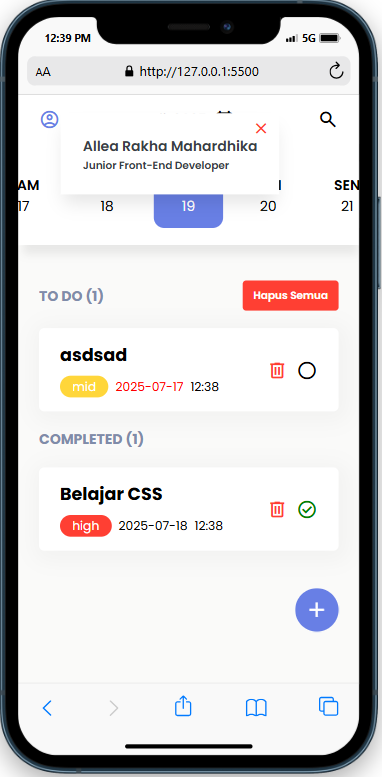 12:39 PM 5G
AA http://127.0.0.1:5500
Allea Rakha Mahardhika
Junior Front-End Developer
AM SEN
17 18 19 20 21
TO DO (1) Hapus Semua
asdsad
mid 2025-07-17 12:38
COMPLETED (1)
Belajar CSS
high 2025-07-18 12:38